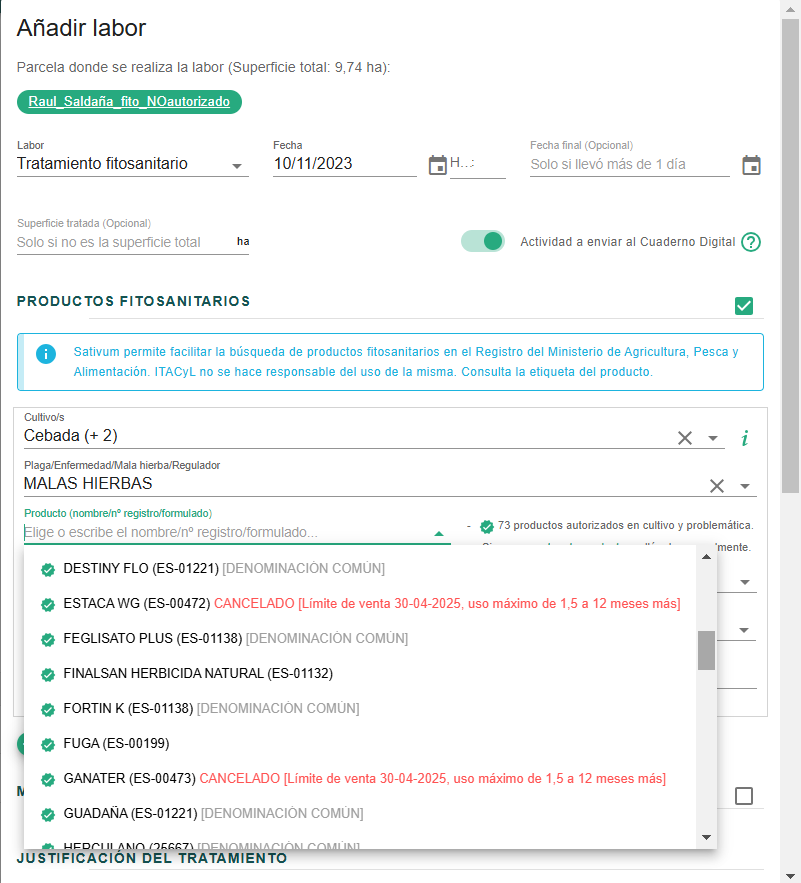 Añadir labor
Parcela donde se realiza la labor (Superficie total: 9,74 ha):
Raul_Saldaña_fito_NOautorizado
Labor
Fecha
Fecha final (Opcional)
Tratamiento fitosanitario
10/11/2023
H...:
Solo si llevó más de 1 día
Superficie tratada (Opcional)
Solo si no es la superficie total ha
Actividad a enviar al Cuaderno Digital ?
PRODUCTOS FITOSANITARIOS
Sativum permite facilitar la búsqueda de productos fitosanitarios en el Registro del Ministerio de Agricultura, Pesca y
Alimentación. ITACyL no se hace responsable del uso de la misma. Consulta la etiqueta del producto.
Cultivo/s
Cebada (+ 2)
Plaga/Enfermedad/Mala hierba/Regulador
MALAS HIERBAS
Producto (nombre/nº registro/formulado)
Elige o escribe el nombre/nº registro/formulado...
- 73 productos autorizados en cultivo y problemática.
DESTINY FLO (ES-01221) [DENOMINACIÓN COMÚN]
ESTACA WG (ES-00472) CANCELADO [Límite de venta 30-04-2025, uso máximo de 1,5 a 12 meses más]
FEGLISATO PLUS (ES-01138) [DENOMINACIÓN COMÚN]
FINALSAN HERBICIDA NATURAL (ES-01132)
FORTIN K (ES-01138) [DENOMINACIÓN COMÚN]
FUGA (ES-00199)
GANATER (ES-00473) CANCELADO [Límite de venta 30-04-2025, uso máximo de 1,5 a 12 meses más]
GUADAÑA (ES-01221) [DENOMINACIÓN COMÚN]
HERCULANO (25667) [DENOMINACIÓN COMÚN]
JUSTIFICACIÓN DEL TRATAMIENTO